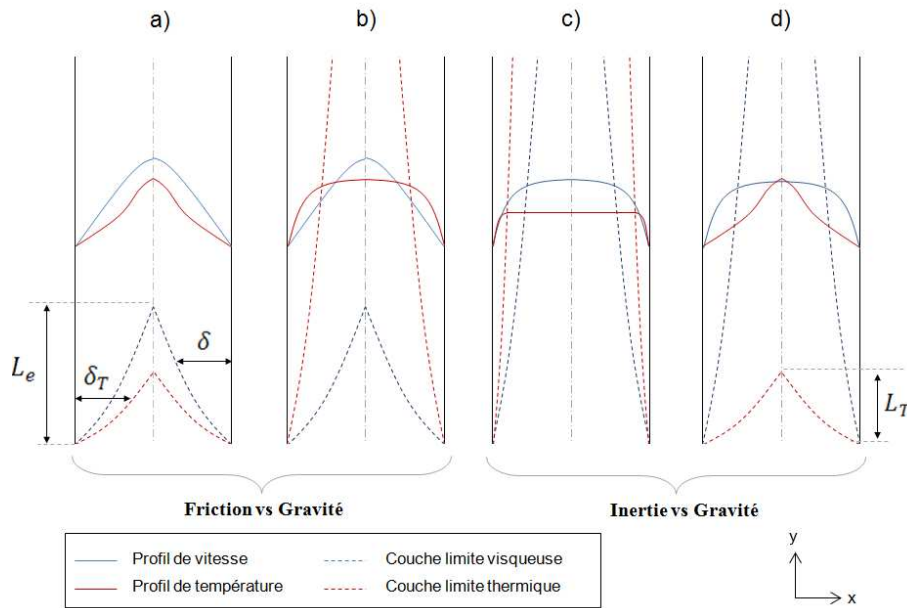 a) b) c) d)
L_e
δ_T
δ
L_T
Friction vs Gravité Inertie vs Gravité
Profil de vitesse Couche limite visqueuse
Profil de température Couche limite thermique
y
x